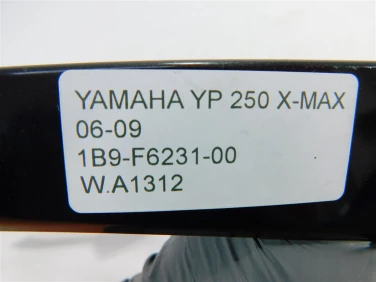 YAMAHA YP 250 X-MAX
06-09
1B9-F6231-00
W.A1312